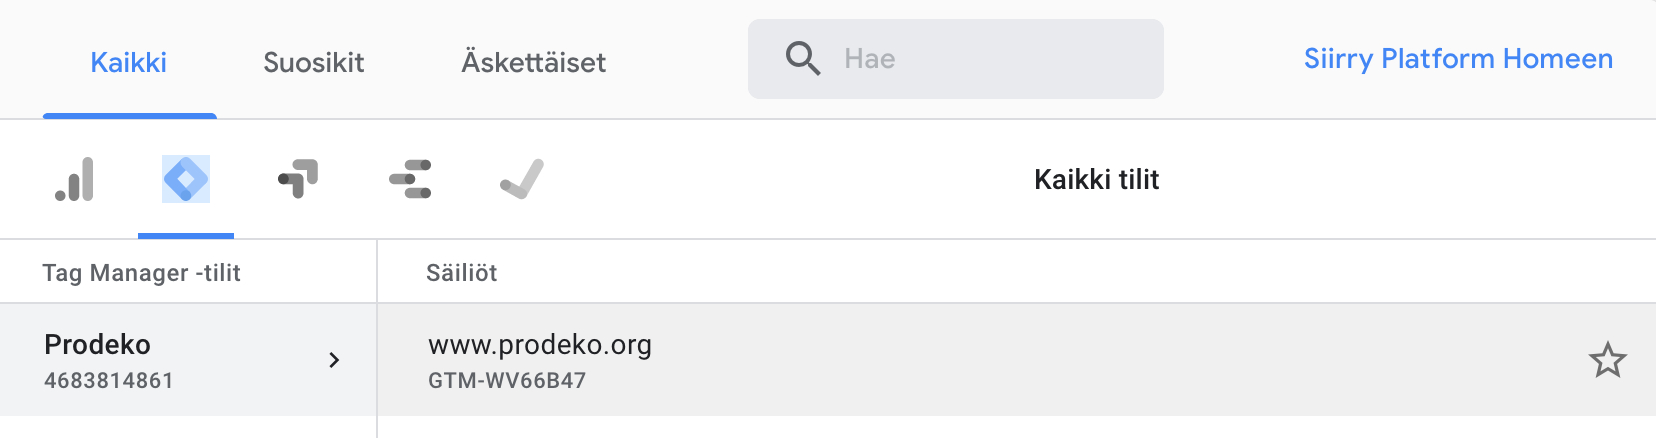 Kaikki Suosikit Äskettäiset Hae Siirry Platform Homeen
Kaikki tilit
Tag Manager -tilit Säiliöt
Prodeko www.prodeko.org
4683814861 GTM-WV66B47